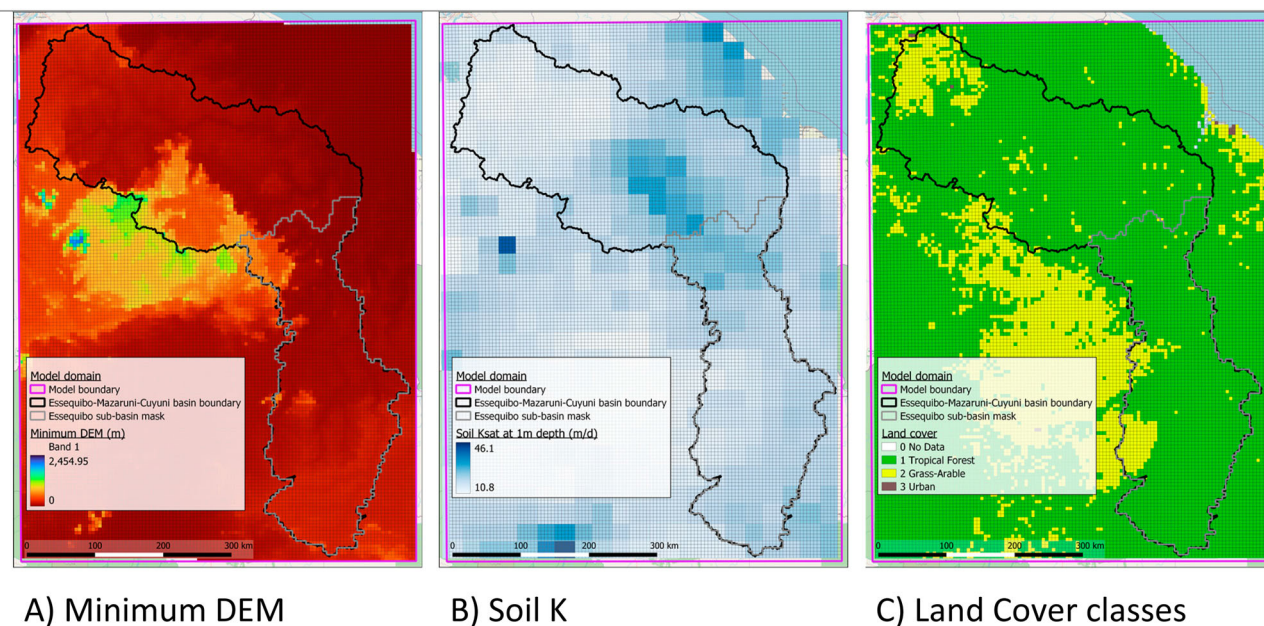 Model domain
Model boundary
Essequibo-Mazaruni-Cuyuni basin boundary
Essequibo sub-basin mask
Minimum DEM (m)
Band 1
2,454.95
0
0 100 200 300 km
A) Minimum DEM
Model domain
Model boundary
Essequibo-Mazaruni-Cuyuni basin boundary
Essequibo sub-basin mask
Soil Ksat at 1m depth (m/d)
46.1
10.8
0 100 200 300 km
B) Soil K
Model domain
Model boundary
Essequibo-Mazaruni-Cuyuni basin boundary
Essequibo sub-basin mask
Land cover
0 No Data
1 Tropical Forest
2 Grass-Arable
3 Urban
0 100 200 300 km
C) Land Cover classes